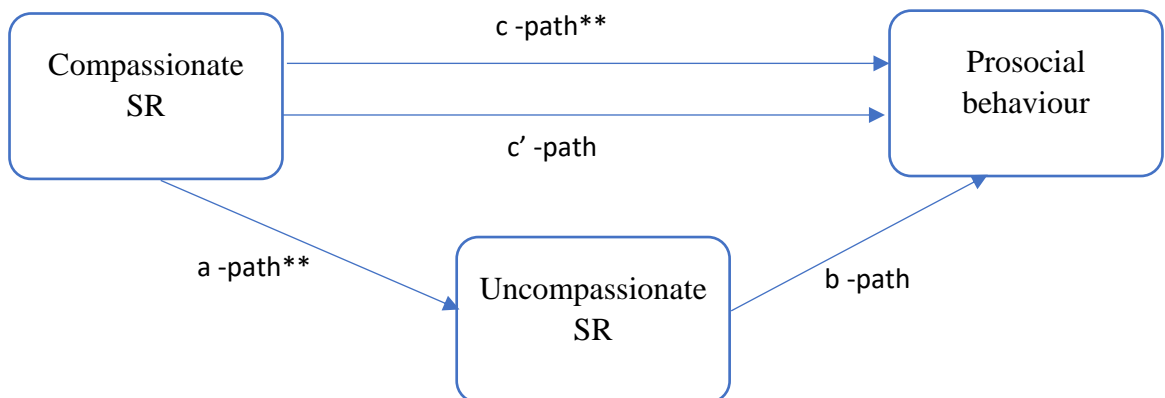 c -path**
Compassionate
SR
Prosocial
behaviour
c’ -path
a -path**
Uncompassionate
SR
b -path